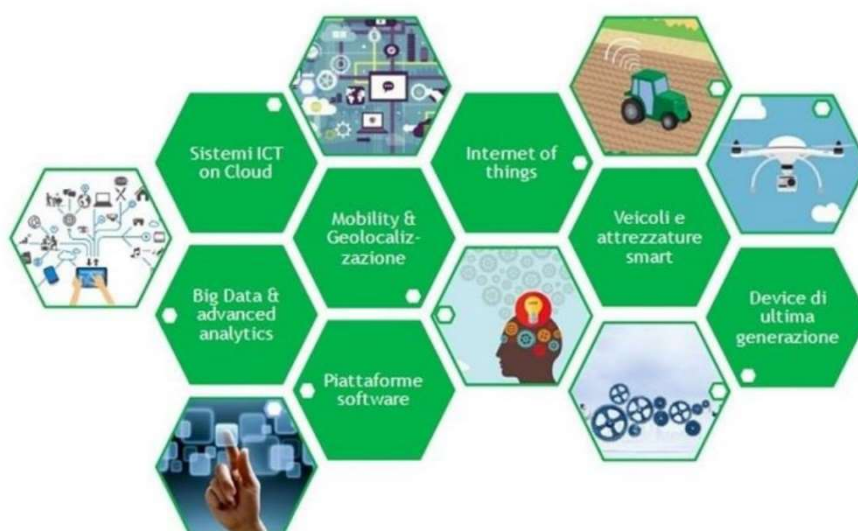 Sistemi ICT
on Cloud
Internet of
things
Mobility &
Geolocaliz-
zazione
Veicoli e
attrezzature
smart
Big Data &
advanced
analytics
Device di
ultima
generazione
Piattaforme
software